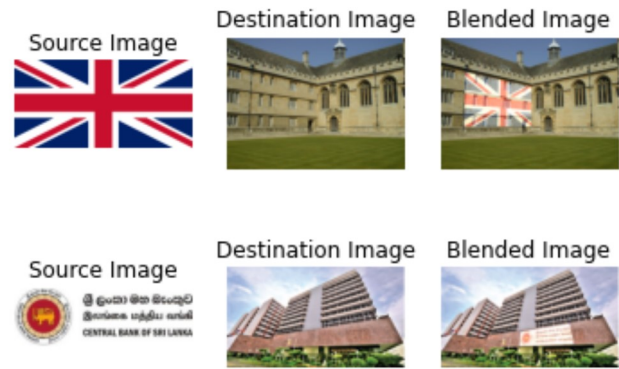 Source Image
Destination Image
Blended Image
Source Image
Destination Image
Blended Image
ශ්‍රී ලංකා මහ බැංකුව
இலங்கை மத்திய வங்கி
CENTRAL BANK OF SRI LANKA